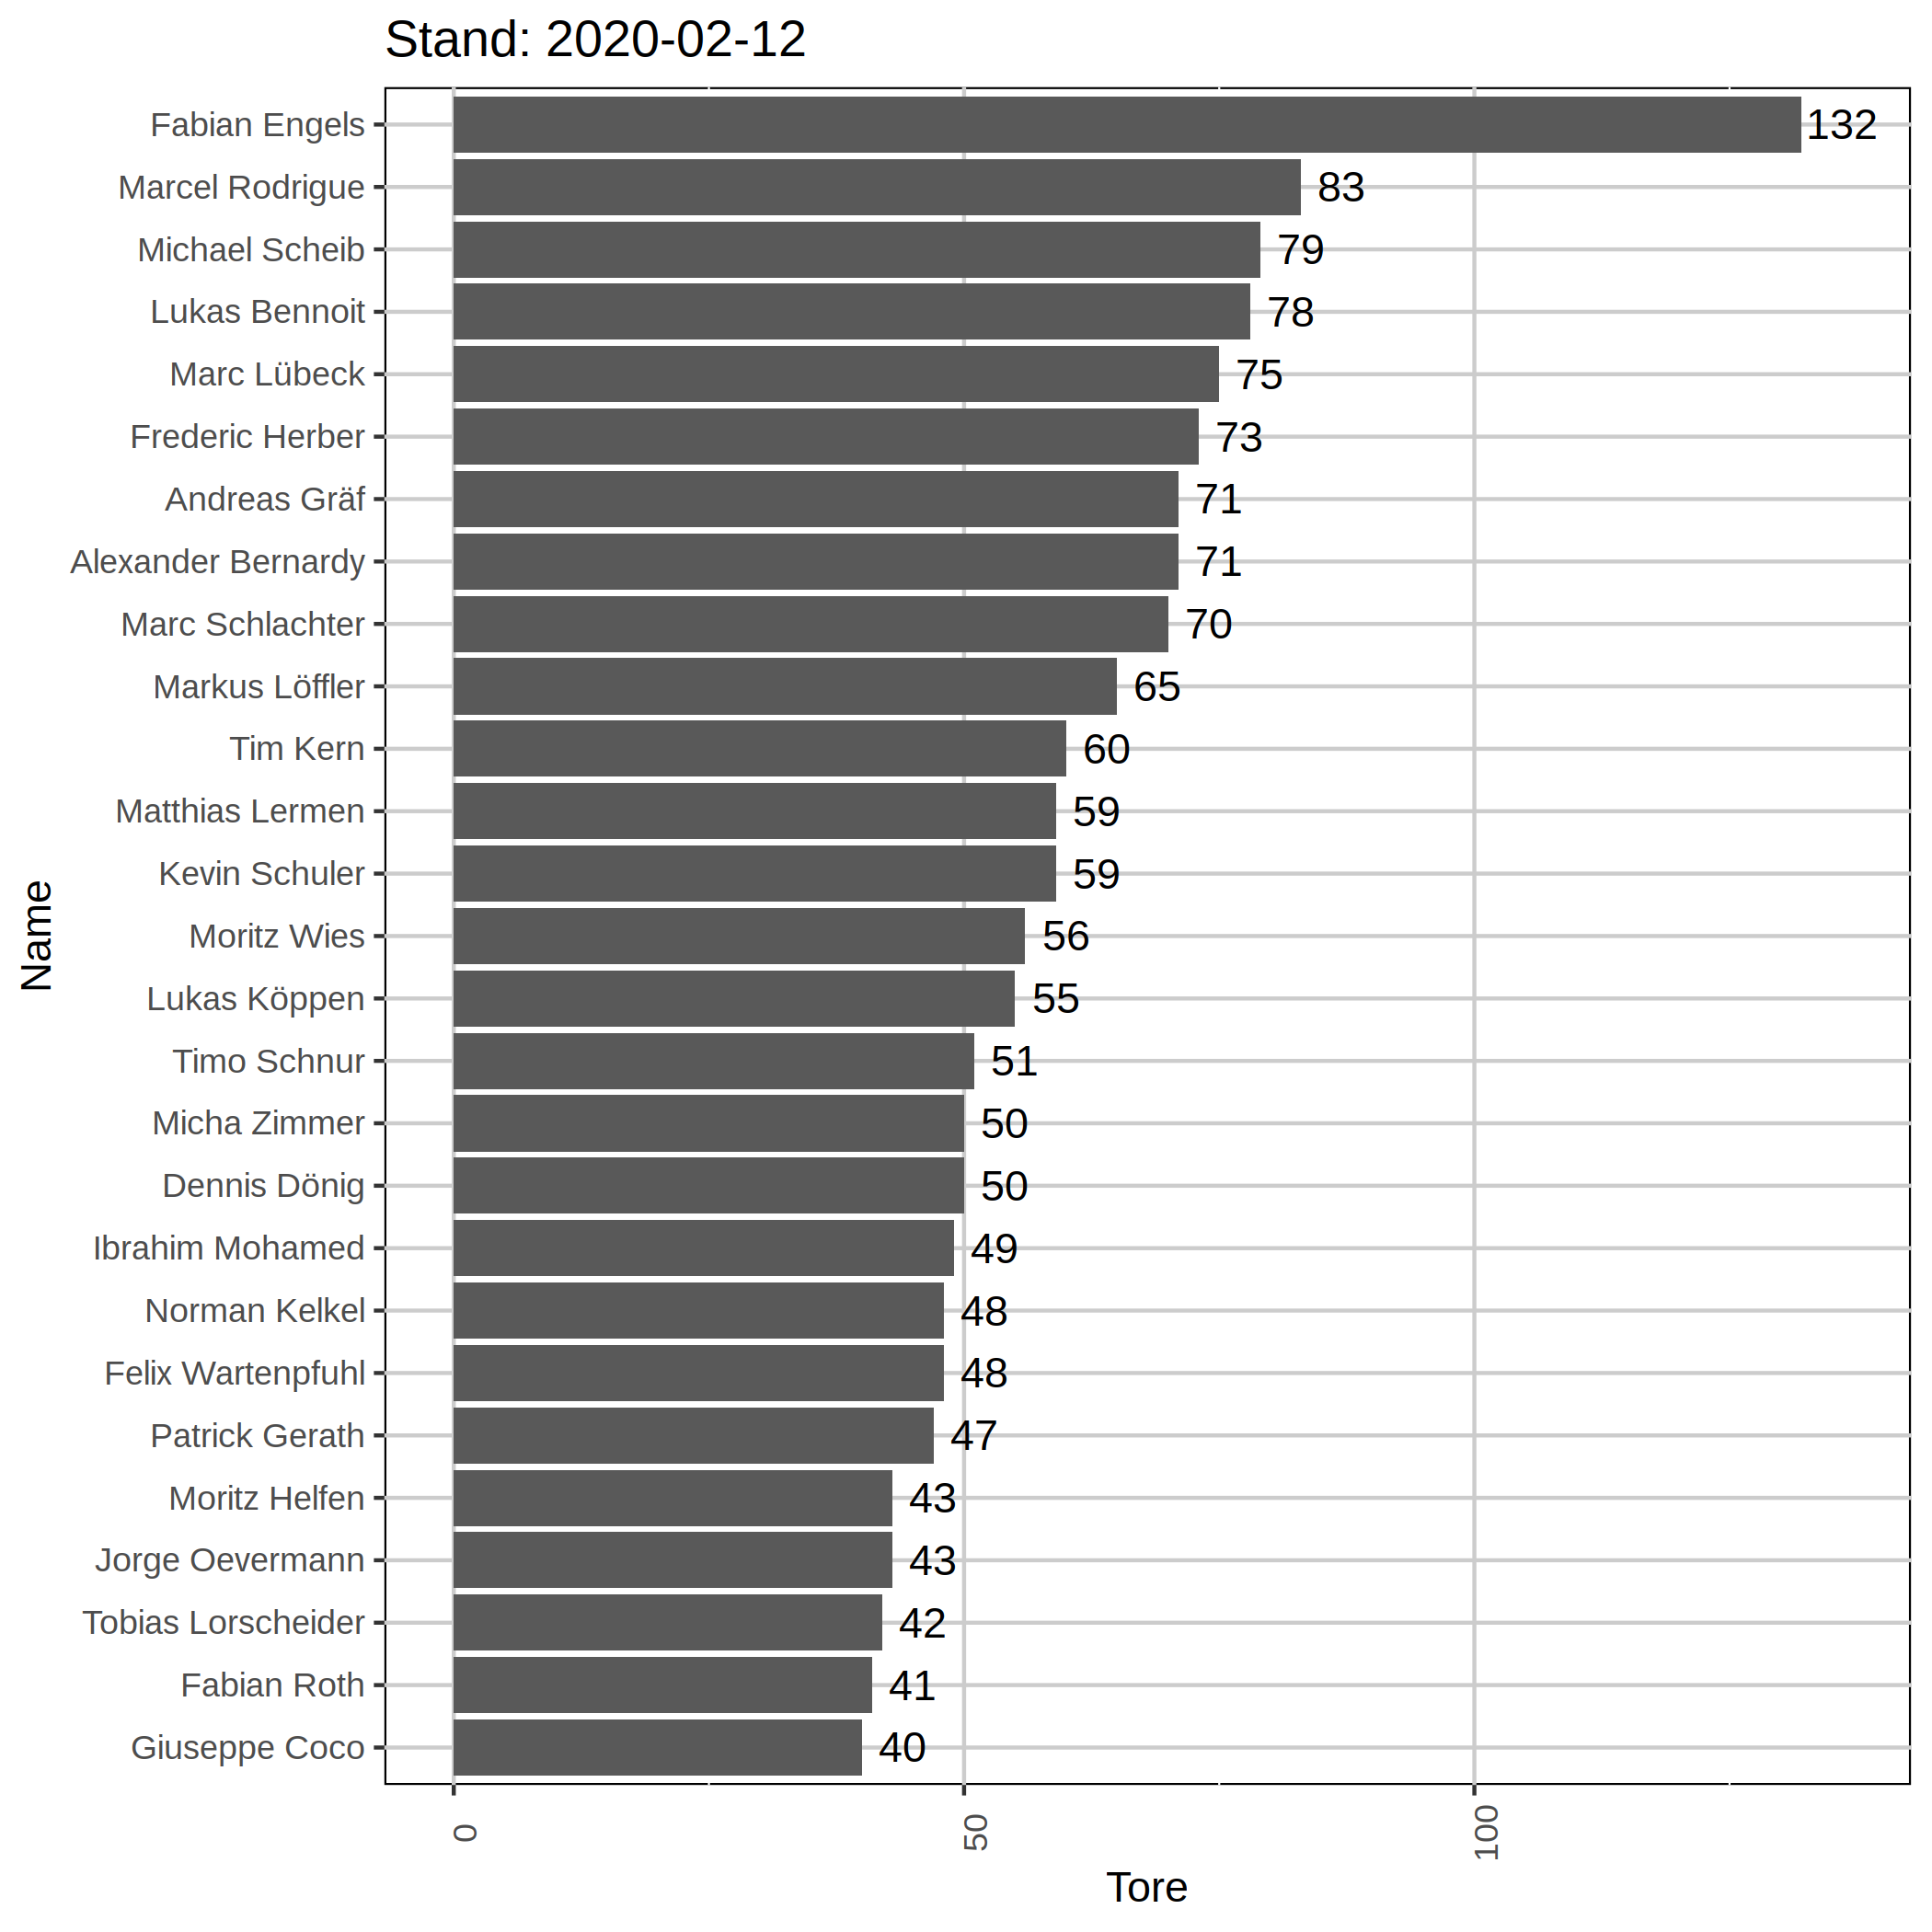 Stand: 2020-02-12
Fabian Engels 132
Marcel Rodrigue 83
Michael Scheib 79
Lukas Bennoit 78
Marc Lübeck 75
Frederic Herber 73
Andreas Gräf 71
Alexander Bernardy 71
Marc Schlachter 70
Markus Löffler 65
Tim Kern 60
Matthias Lermen 59
Kevin Schuler 59
Moritz Wies 56
Lukas Köppen 55
Timo Schnur 51
Micha Zimmer 50
Dennis Dönig 50
Ibrahim Mohamed 49
Norman Kelkel 48
Felix Wartenpfuhl 48
Patrick Gerath 47
Moritz Helfen 43
Jorge Oevermann 43
Tobias Lorscheider 42
Fabian Roth 41
Giuseppe Coco 40
Name
0 50 100
Tore